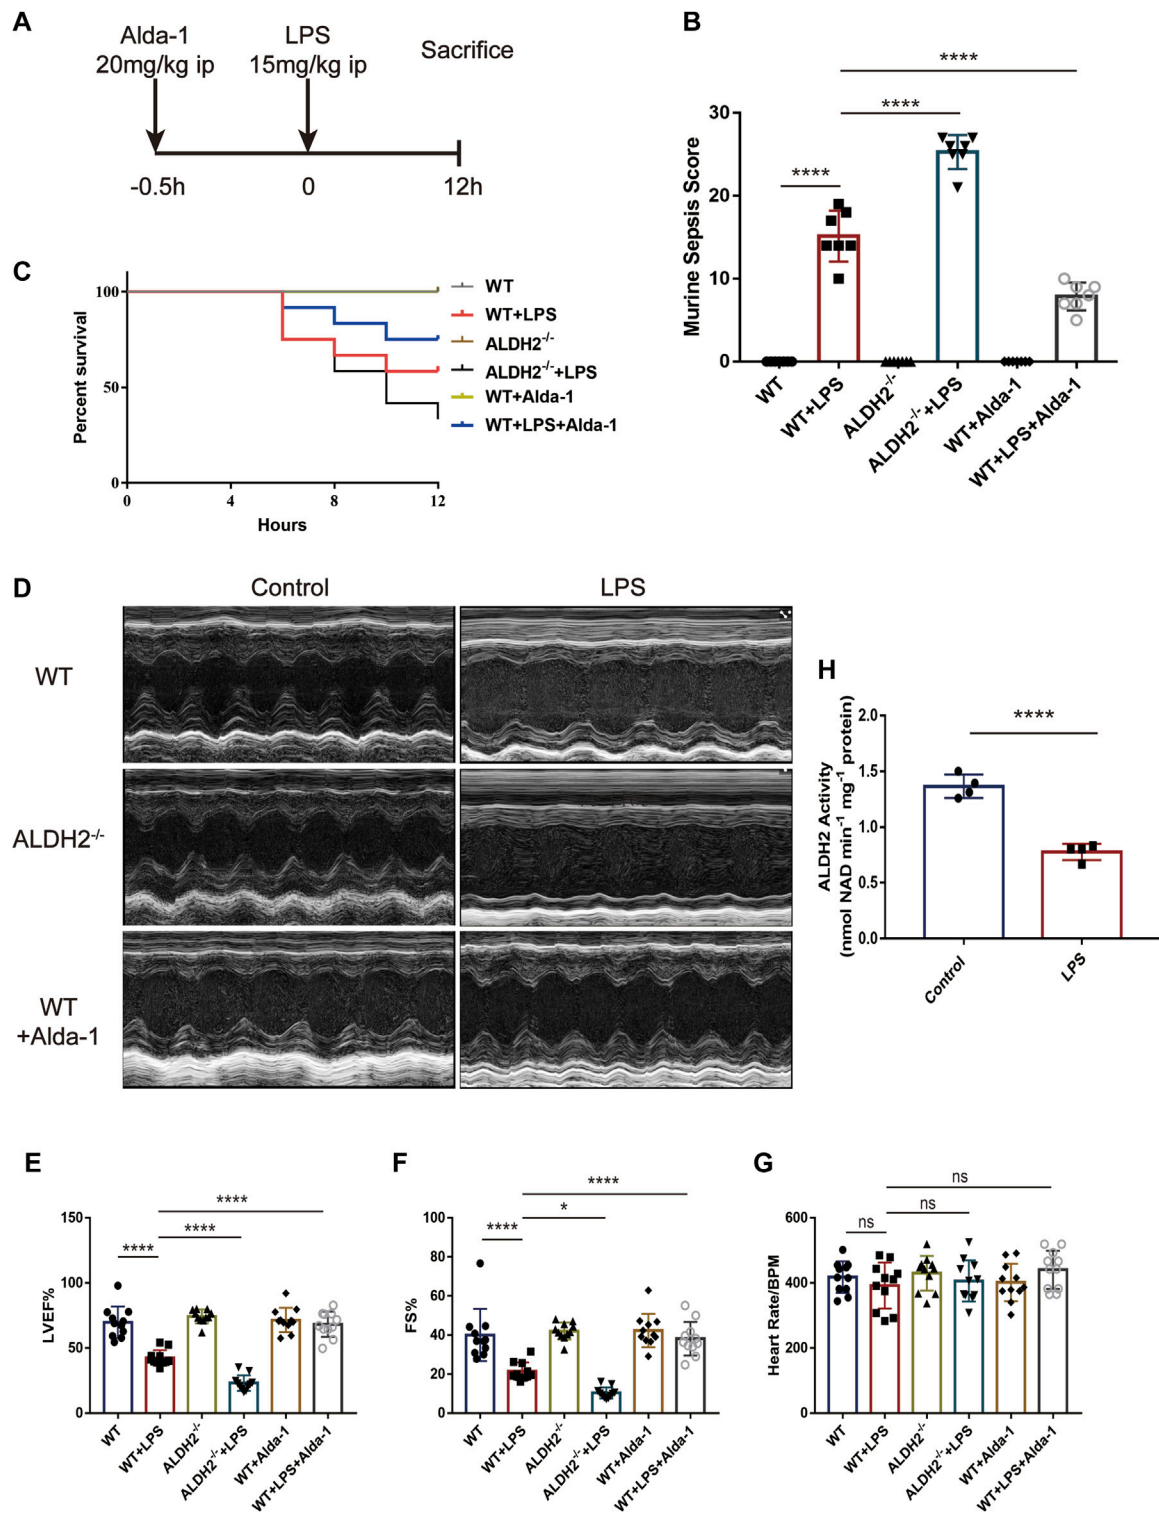 A
Alda-1
20mg/kg ip
LPS
15mg/kg ip
Sacrifice
-0.5h
0
12h
B
****
****
****
Murine Sepsis Score
30
20
10
0
WT
WT+LPS
ALDH2-/-
ALDH2-/-+LPS
WT+Alda-1
WT+LPS+Alda-1
C
Percent survival
100
50
0
0
4
8
12
Hours
WT
WT+LPS
ALDH2-/-
ALDH2-/-+LPS
WT+Alda-1
WT+LPS+Alda-1
D
Control
LPS
WT
ALDH2-/-
WT
+Alda-1
H
****
ALDH2 Activity
(nmol NAD min-1 mg-1 protein)
2.0
1.5
1.0
0.5
0.0
Control
LPS
E
****
****
****
LVEF%
150
100
50
0
WT
WT+LPS
ALDH2-/-
ALDH2-/-+LPS
WT+Alda-1
WT+LPS+Alda-1
F
****
*
****
FS%
100
80
60
40
20
0
WT
WT+LPS
ALDH2-/-
ALDH2-/-+LPS
WT+Alda-1
WT+LPS+Alda-1
G
ns
ns
ns
Heart Rate/BPM
600
400
200
0
WT
WT+LPS
ALDH2-/-
ALDH2-/-+LPS
WT+Alda-1
WT+LPS+Alda-1